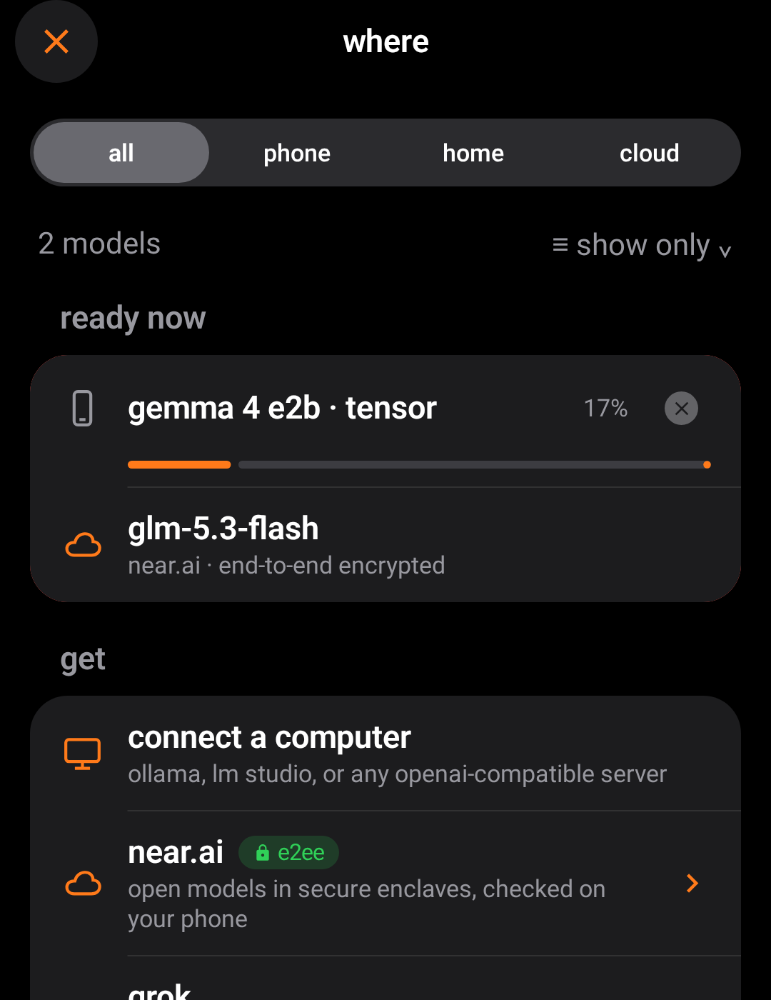 where
all
phone
home
cloud
2 models
≡ show only
ready now
gemma 4 e2b · tensor
17%
glm-5.3-flash
near.ai · end-to-end encrypted
get
connect a computer
ollama, lm studio, or any openai-compatible server
near.ai
e2ee
open models in secure enclaves, checked on
your phone
grok